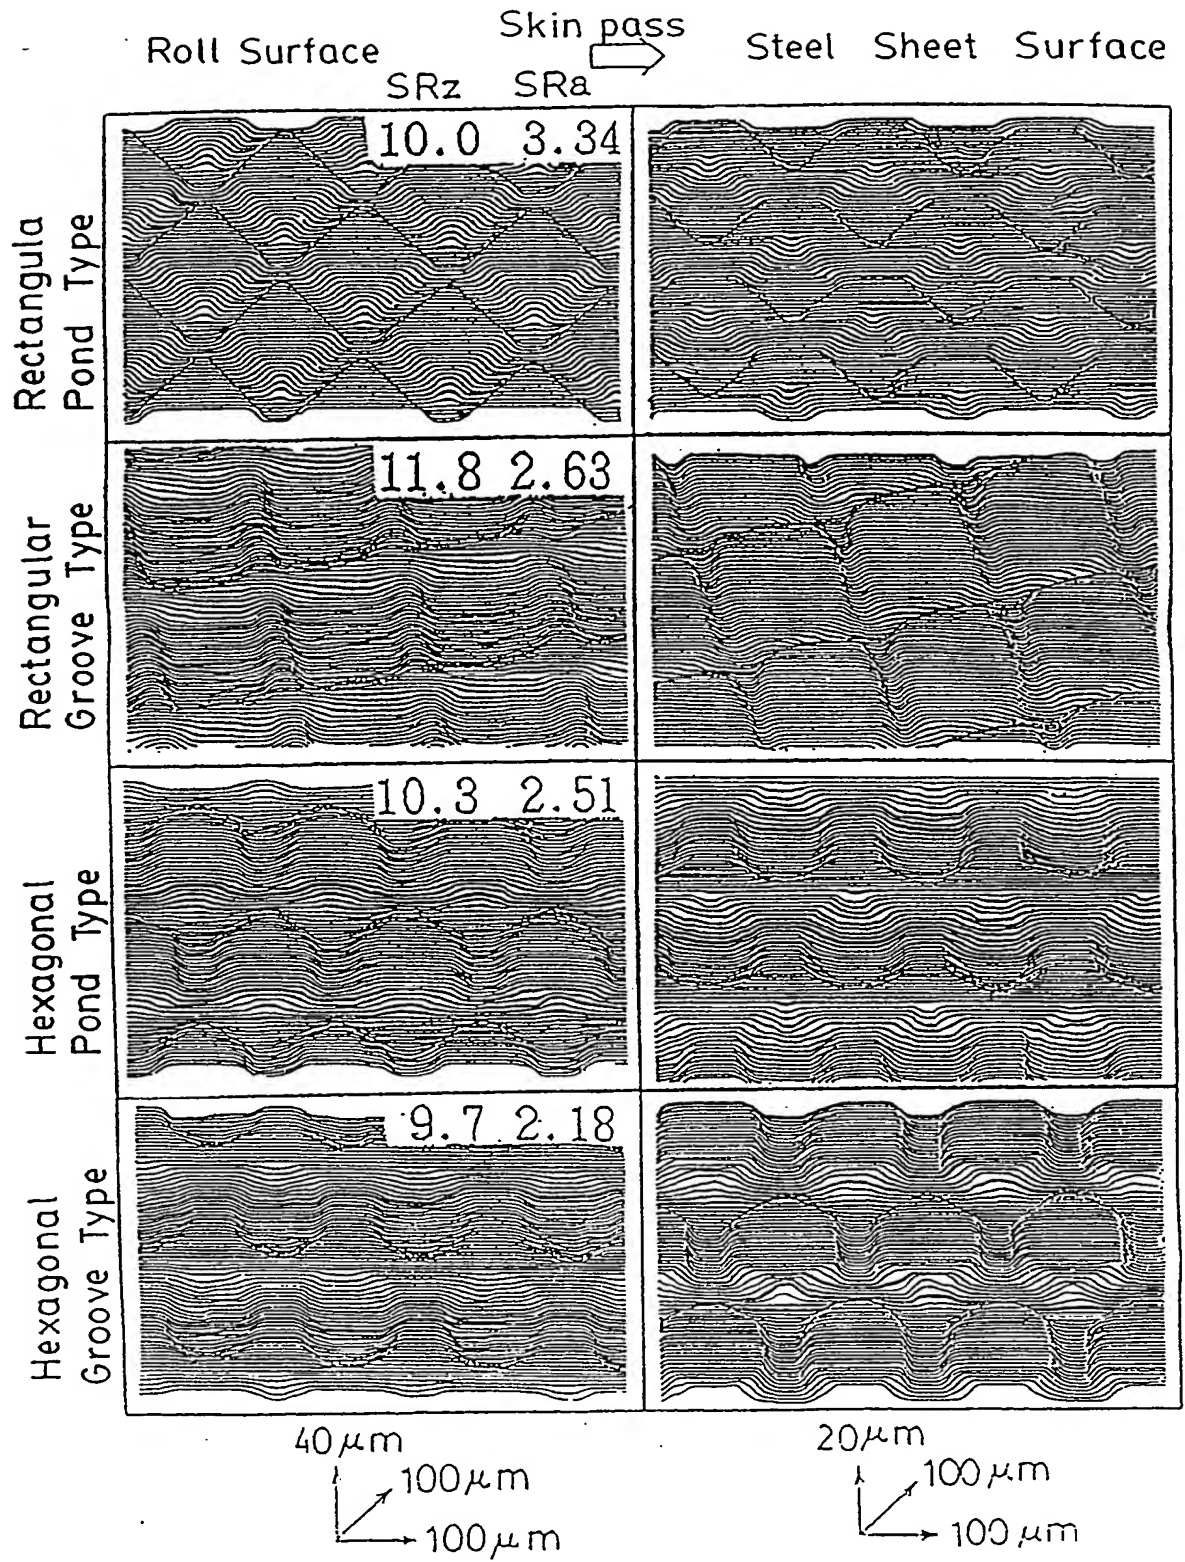 Skin pass
Roll Surface
Steel Sheet Surface
SRz SRa
Rectangula
Pond Type
10.0 3.34
Rectangular
Groove Type
11.8 2.63
Hexagonal
Pond Type
10.3 2.51
Hexagonal
Groove Type
9.7 2.18
40μm
100μm
100μm
20μm
100μm
100μm